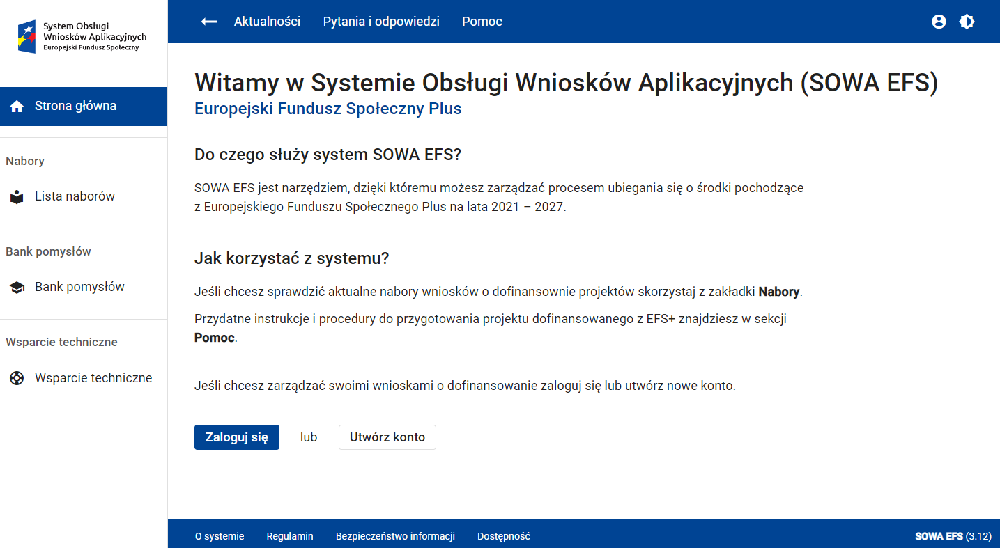 System Obsługi
Wniosków Aplikacyjnych
Europejski Fundusz Społeczny
Strona główna
Nabory
Lista naborów
Bank pomysłów
Bank pomysłów
Wsparcie techniczne
Wsparcie techniczne
Aktualności
Pytania i odpowiedzi
Pomoc
Witamy w Systemie Obsługi Wniosków Aplikacyjnych (SOWA EFS)
Europejski Fundusz Społeczny Plus
Do czego służy system SOWA EFS?
SOWA EFS jest narzędziem, dzięki któremu możesz zarządzać procesem ubiegania się o środki pochodzące
z Europejskiego Funduszu Społecznego Plus na lata 2021 – 2027.
Jak korzystać z systemu?
Jeśli chcesz sprawdzić aktualne nabory wniosków o dofinansownie projektów skorzystaj z zakładki Nabory.
Przydatne instrukcje i procedury do przygotowania projektu dofinansowanego z EFS+ znajdziesz w sekcji
Pomoc.
Jeśli chcesz zarządzać swoimi wnioskami o dofinansowanie zaloguj się lub utwórz nowe konto.
Zaloguj się lub Utwórz konto
O systemie
Regulamin
Bezpieczeństwo informacji
Dostępność
SOWA EFS (3.12)